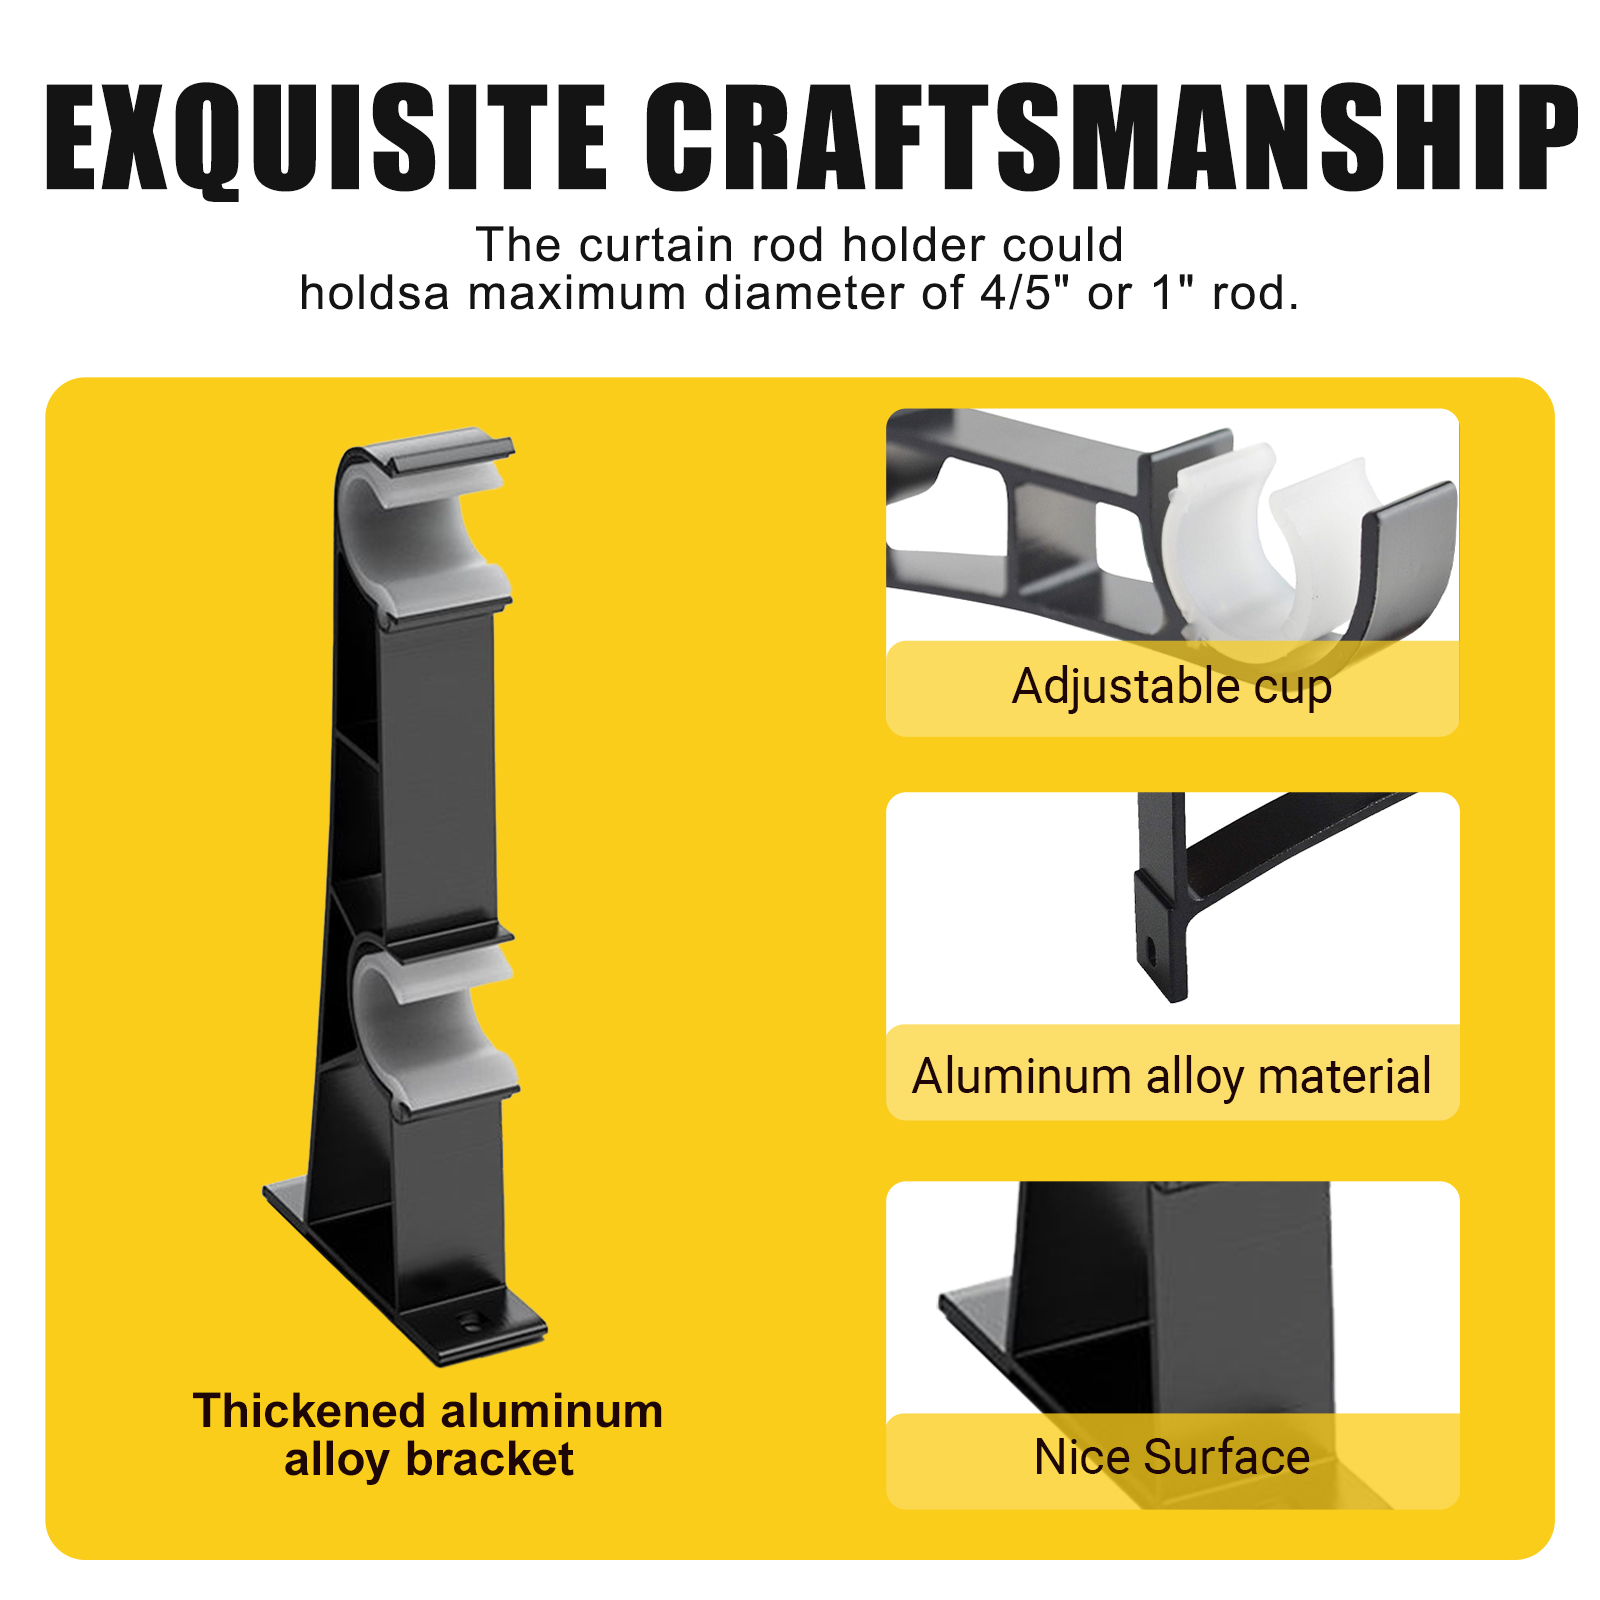 EXQUISITE CRAFTSMANSHIP
The curtain rod holder could
holdsa maximum diameter of 4/5" or 1" rod.
Adjustable cup
Aluminum alloy material
Thickened aluminum
alloy bracket
Nice Surface